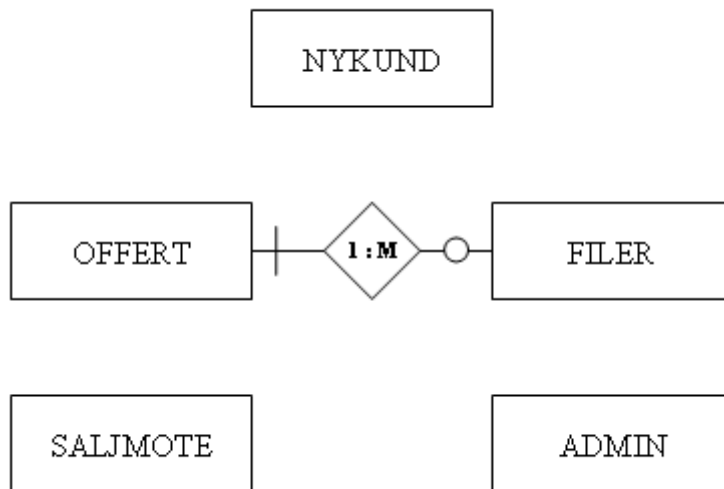 NYKUND
OFFERT
1 : M
FILER
SALJMOTE
ADMIN